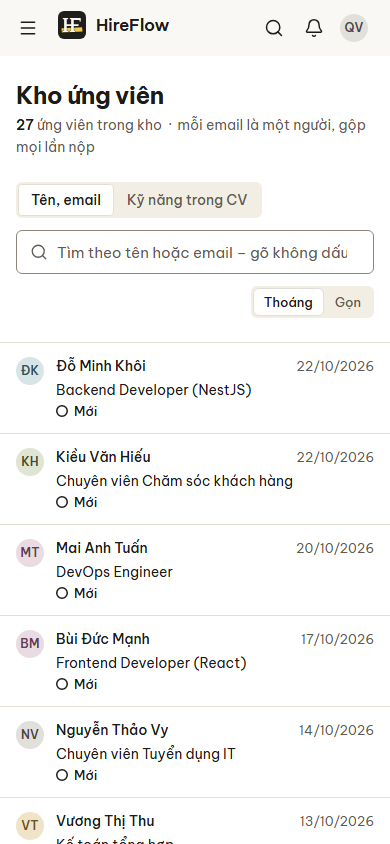 HF HireFlow QV
Kho ứng viên
27 ứng viên trong kho · mỗi email là một người, gộp
mọi lần nộp
Tên, email Kỹ năng trong CV
Tìm theo tên hoặc email – gõ không dấu
Thoáng Gọn
ĐK Đỗ Minh Khôi 22/10/2026
Backend Developer (NestJS)
Mới
KH Kiều Văn Hiếu 22/10/2026
Chuyên viên Chăm sóc khách hàng
Mới
MT Mai Anh Tuấn 20/10/2026
DevOps Engineer
Mới
BM Bùi Đức Mạnh 17/10/2026
Frontend Developer (React)
Mới
NV Nguyễn Thảo Vy 14/10/2026
Chuyên viên Tuyển dụng IT
Mới
VT Vương Thị Thu 13/10/2026
Kế toán tổng hợp